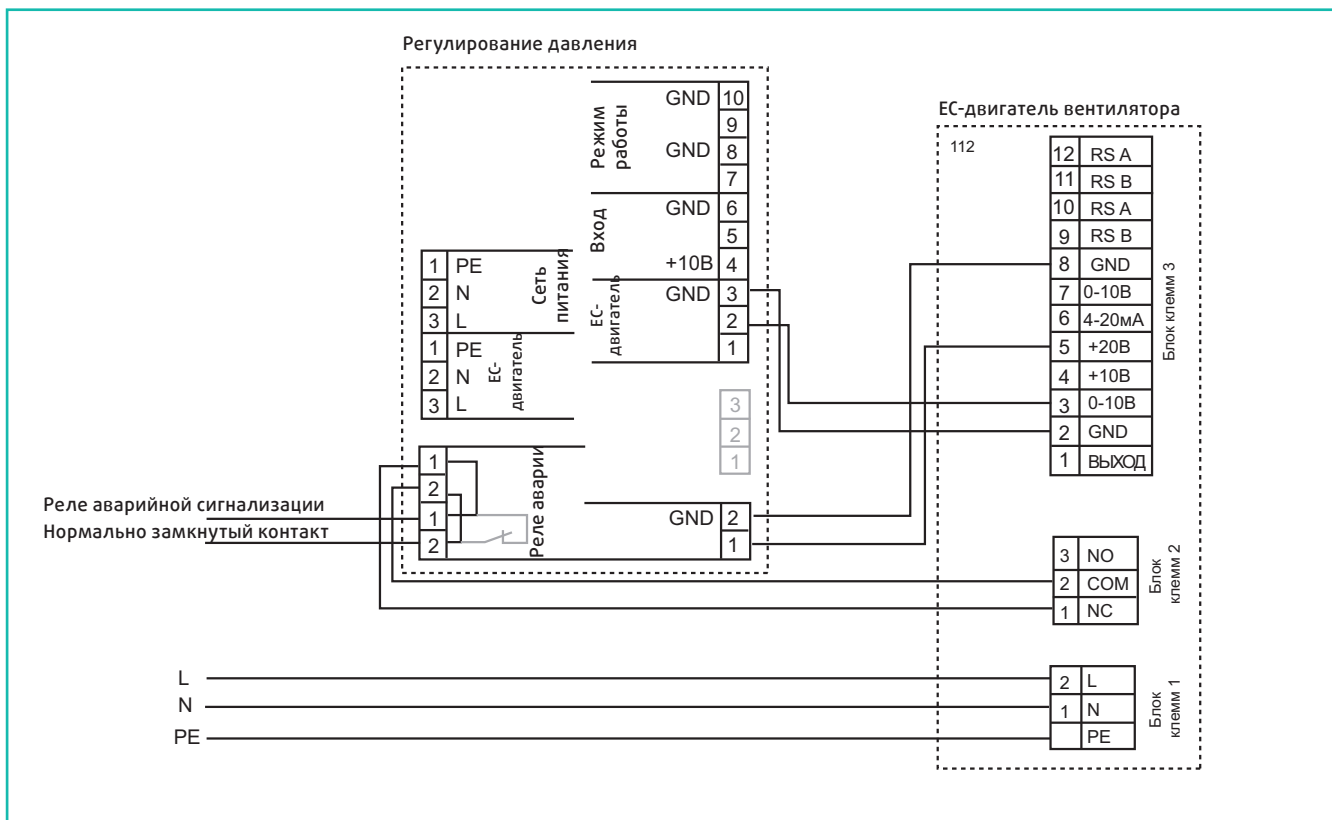 Регулирование давления
Режим работы
GND 10
9
GND 8
7
Вход
GND 6
5
+10В 4
ЕС-двигатель
GND 3
2
1
Сеть питания
1 PE
2 N
3 L
ЕС-двигатель
1 PE
2 N
3 L
3
2
1
Реле аварии
1
2
1
2
GND 2
1
Реле аварийной сигнализации
Нормально замкнутый контакт
L
N
PE
ЕС-двигатель вентилятора
112
12 RS A
11 RS B
10 RS A
9 RS B
8 GND
7 0-10В
6 4-20мА
5 +20В
4 +10В
3 0-10В
2 GND
1 ВЫХОД
Блок клемм 3
3 NO
2 COM
1 NC
Блок клемм 2
2 L
1 N
PE
Блок клемм 1